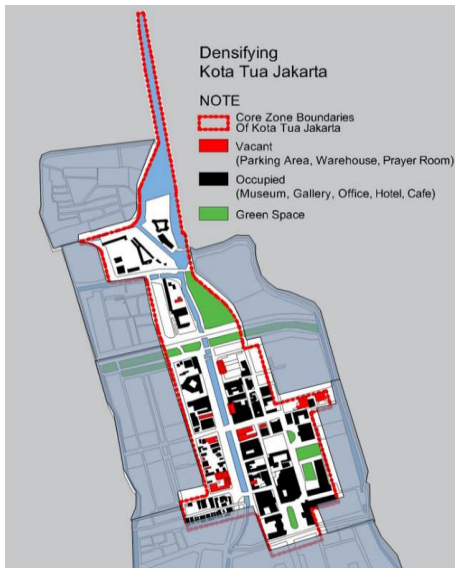 Densifying
Kota Tua Jakarta
NOTE
Core Zone Boundaries
Of Kota Tua Jakarta
Vacant
(Parking Area, Warehouse, Prayer Room)
Occupied
(Museum, Gallery, Office, Hotel, Cafe)
Green Space